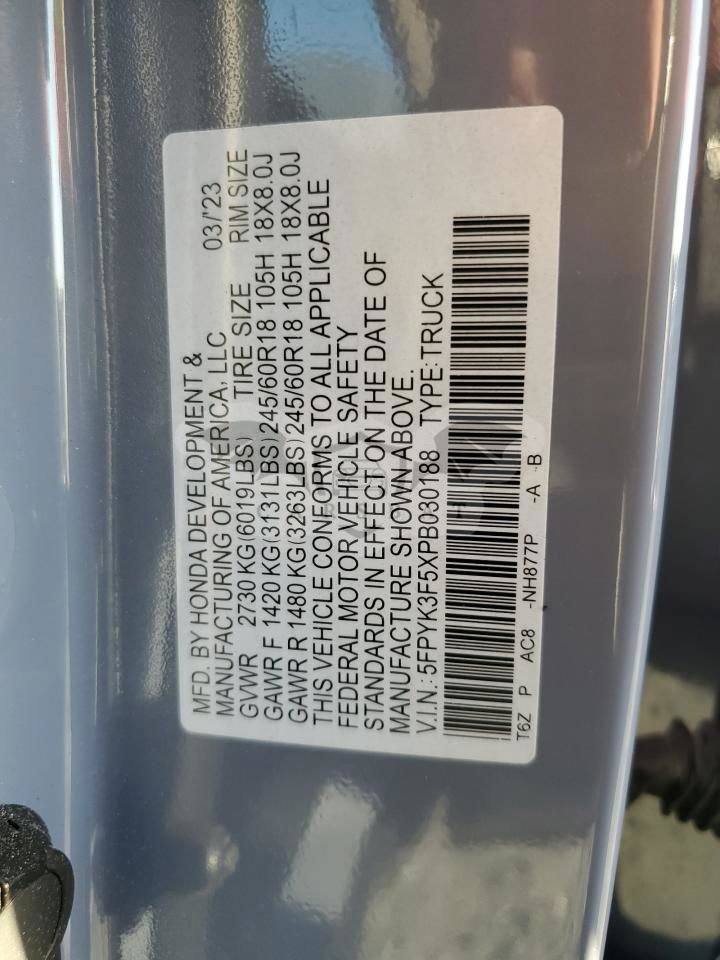 MFD. BY HONDA DEVELOPMENT &
MANUFACTURING OF AMERICA, LLC 03/'23
GVWR 2730 KG(6019LBS) TIRE SIZE RIM SIZE
GAWR F 1420 KG(3131LBS)245/60R18 105H 18X8.0J
GAWR R 1480 KG(3263LBS)245/60R18 105H 18X8.0J
THIS VEHICLE CONFORMS TO ALL APPLICABLE
FEDERAL MOTOR VEHICLE SAFETY
STANDARDS IN EFFECT ON THE DATE OF
MANUFACTURE SHOWN ABOVE.
V.I.N.: 5FPYK3F5XPB030188 TYPE:TRUCK
T6Z P AC8 -NH877P -A -B